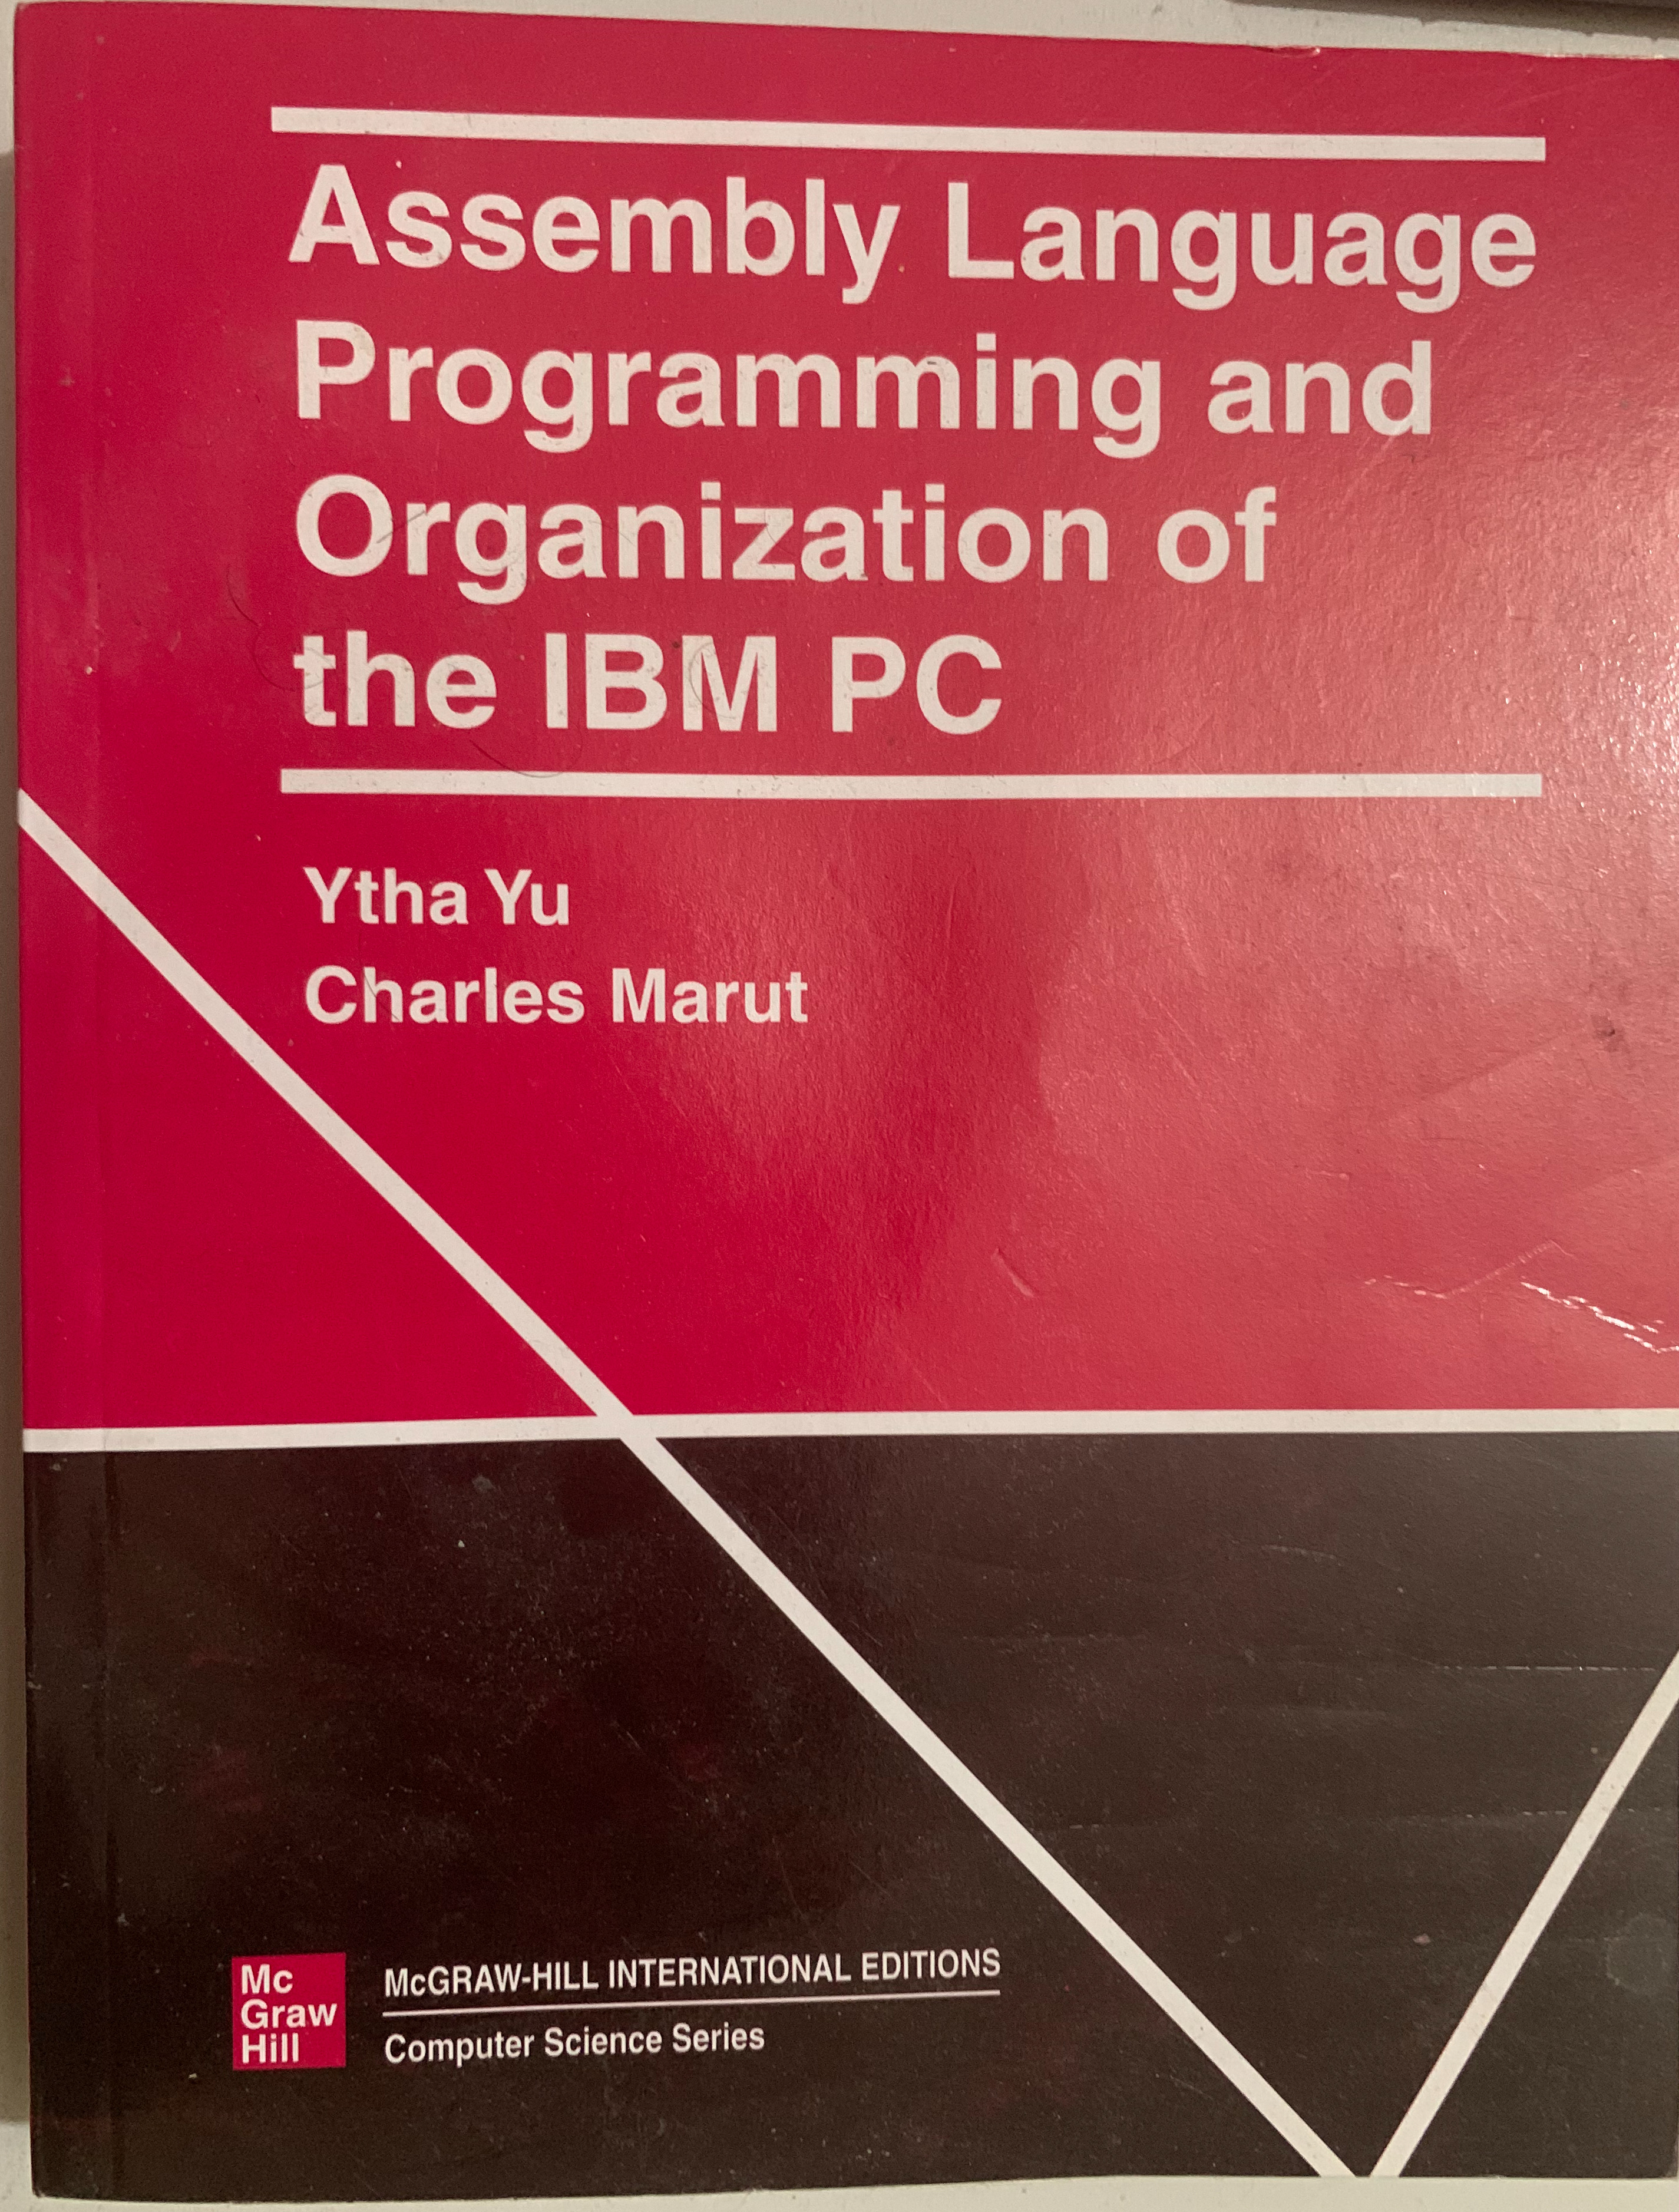 Assembly Language
Programming and
Organization of
the IBM PC
Ytha Yu
Charles Marut
Mc
Graw
Hill
McGRAW-HILL INTERNATIONAL EDITIONS
Computer Science Series